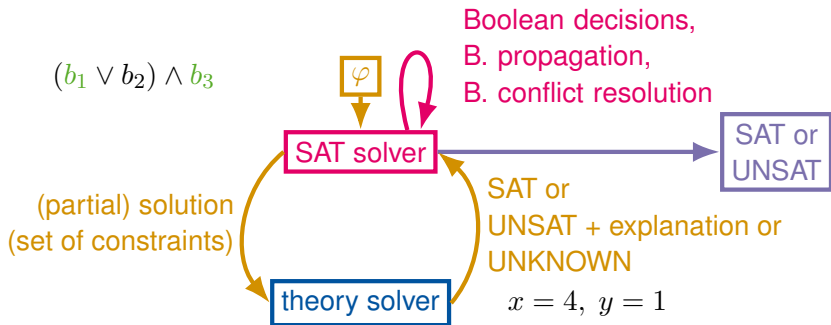 Boolean decisions,
B. propagation,
B. conflict resolution
(b₁ ∨ b₂) ∧ b₃
φ
SAT solver
SAT or
UNSAT
(partial) solution
(set of constraints)
SAT or
UNSAT + explanation or
UNKNOWN
theory solver
x = 4, y = 1